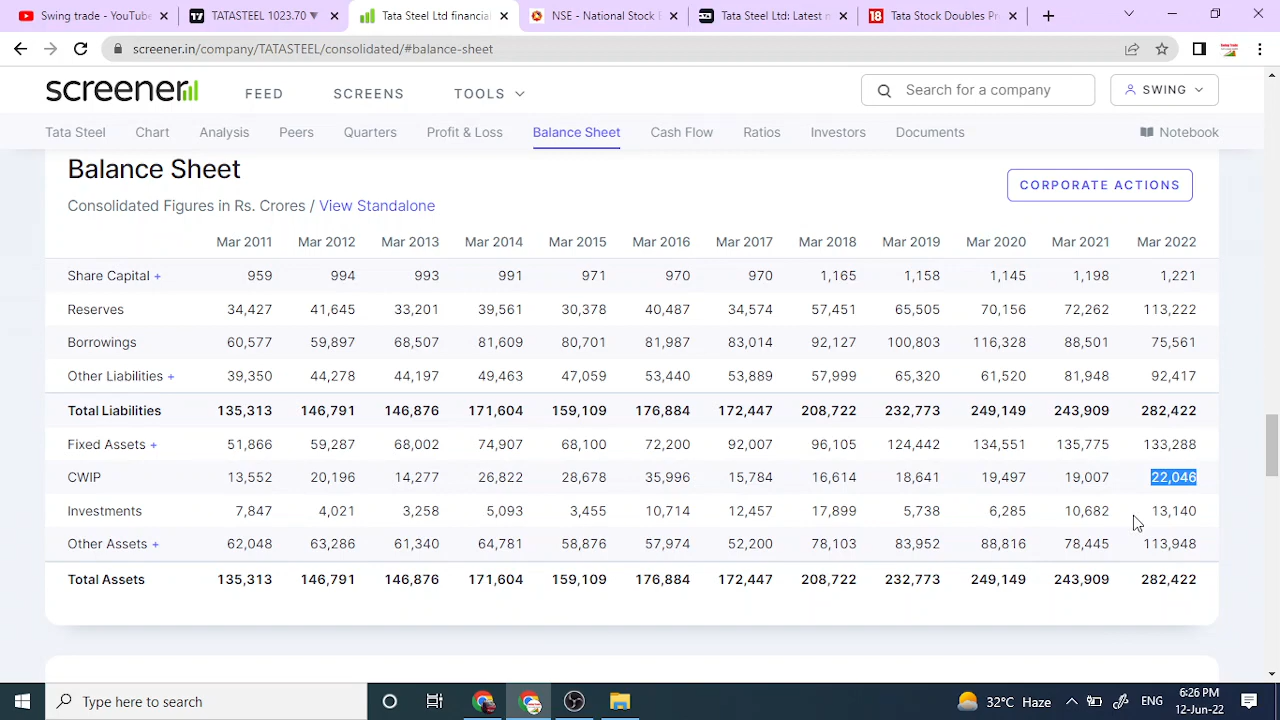 Swing trade - YouTube
TATASTEEL 1023.70 ▼
Tata Steel Ltd financial
NSE - National Stock E
Tata Steel Ltd: Latest n
Tata Stock Doubles Pr
screener.in/company/TATASTEEL/consolidated/#balance-sheet
screener
FEED
SCREENS
TOOLS
Search for a company
SWING
Tata Steel
Chart
Analysis
Peers
Quarters
Profit & Loss
Balance Sheet
Cash Flow
Ratios
Investors
Documents
Notebook
Balance Sheet
CORPORATE ACTIONS
Consolidated Figures in Rs. Crores / View Standalone
Mar 2011 Mar 2012 Mar 2013 Mar 2014 Mar 2015 Mar 2016 Mar 2017 Mar 2018 Mar 2019 Mar 2020 Mar 2021 Mar 2022
Share Capital + 959 994 993 991 971 970 970 1,165 1,158 1,145 1,198 1,221
Reserves 34,427 41,645 33,201 39,561 30,378 40,487 34,574 57,451 65,505 70,156 72,262 113,222
Borrowings 60,577 59,897 68,507 81,609 80,701 81,987 83,014 92,127 100,803 116,328 88,501 75,561
Other Liabilities + 39,350 44,278 44,197 49,463 47,059 53,440 53,889 57,999 65,320 61,520 81,948 92,417
Total Liabilities 135,313 146,791 146,876 171,604 159,109 176,884 172,447 208,722 232,773 249,149 243,909 282,422
Fixed Assets + 51,866 59,287 68,002 74,907 68,100 72,200 92,007 96,105 124,442 134,551 135,775 133,288
CWIP 13,552 20,196 14,277 26,822 28,678 35,996 15,784 16,614 18,641 19,497 19,007 22,046
Investments 7,847 4,021 3,258 5,093 3,455 10,714 12,457 17,899 5,738 6,285 10,682 13,140
Other Assets + 62,048 63,286 61,340 64,781 58,876 57,974 52,200 78,103 83,952 88,816 78,445 113,948
Total Assets 135,313 146,791 146,876 171,604 159,109 176,884 172,447 208,722 232,773 249,149 243,909 282,422
Type here to search
32°C Haze
ENG
6:26 PM
12-Jun-22